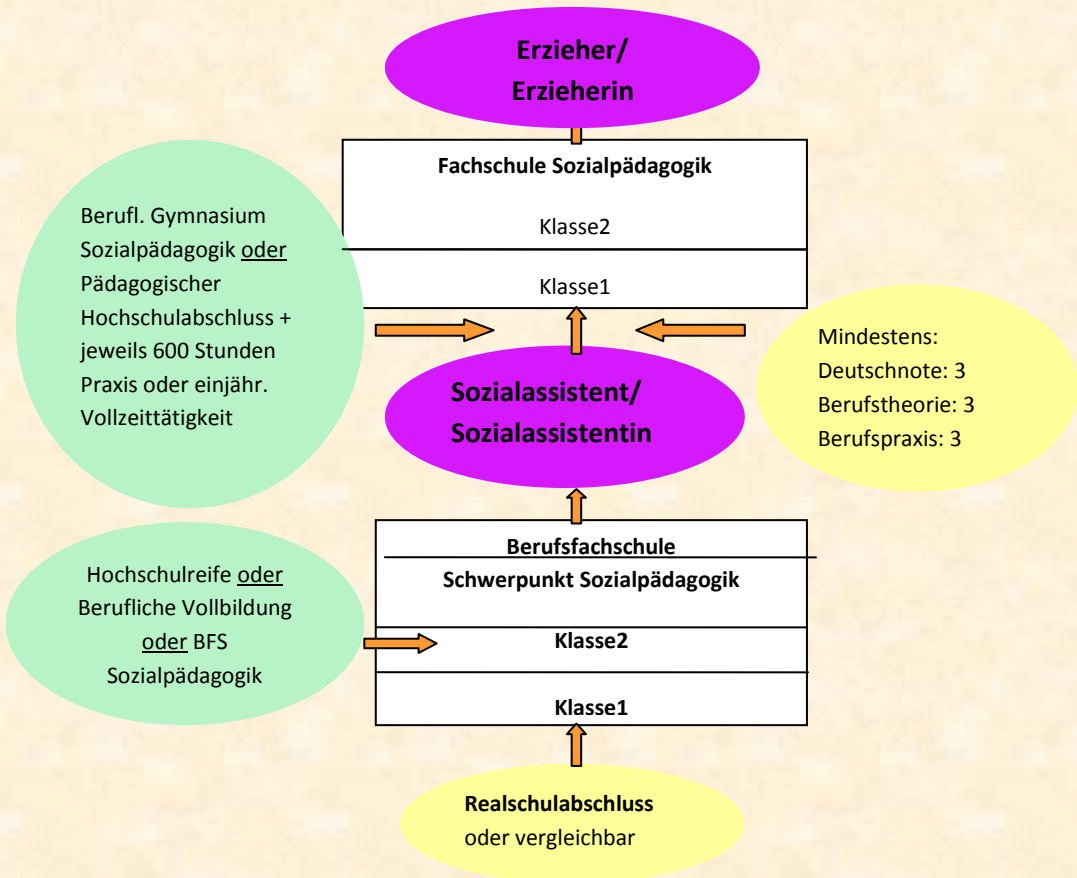 Erzieher/
Erzieherin
Fachschule Sozialpädagogik
Klasse2
Klasse1
Berufl. Gymnasium
Sozialpädagogik oder
Pädagogischer
Hochschulabschluss +
jeweils 600 Stunden
Praxis oder einjähr.
Vollzeittätigkeit
Mindestens:
Deutschnote: 3
Berufstheorie: 3
Berufspraxis: 3
Sozialassistent/
Sozialassistentin
Berufsfachschule
Schwerpunkt Sozialpädagogik
Klasse2
Klasse1
Hochschulreife oder
Berufliche Vollbildung
oder BFS
Sozialpädagogik
Realschulabschluss
oder vergleichbar